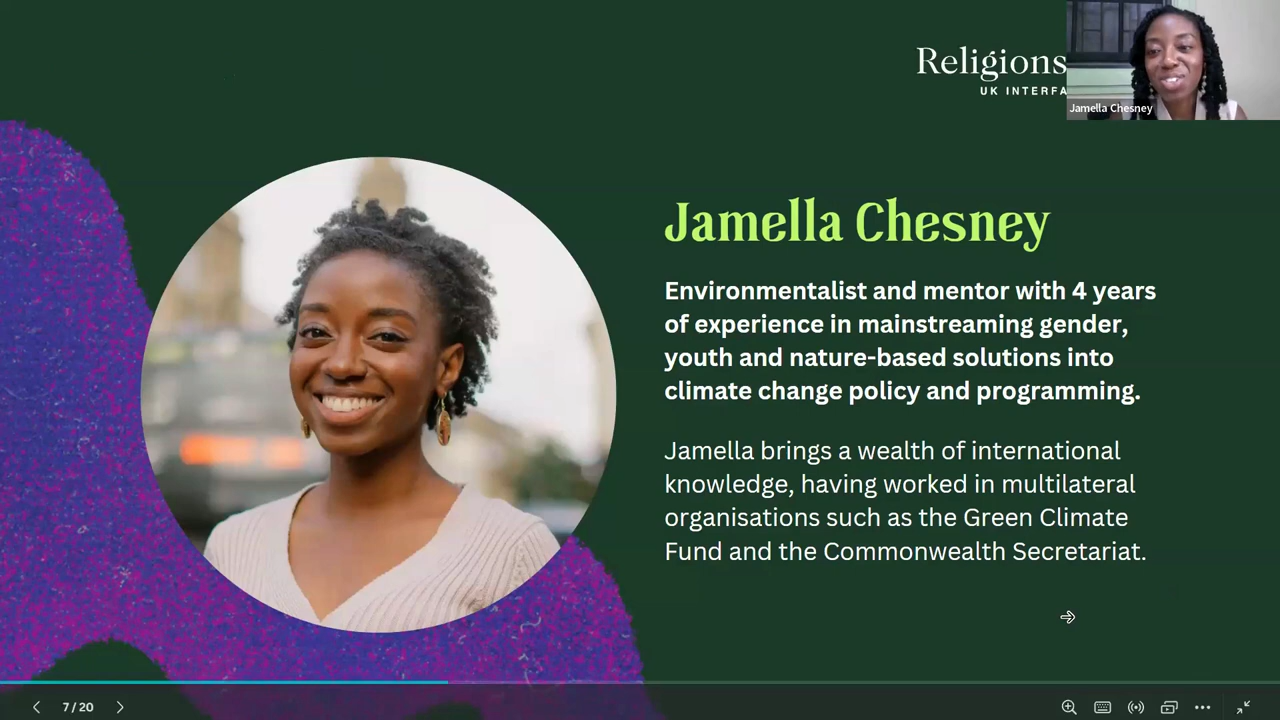 Religions
UK INTERFA
Jamella Chesney
Jamella Chesney
Environmentalist and mentor with 4 years
of experience in mainstreaming gender,
youth and nature-based solutions into
climate change policy and programming.
Jamella brings a wealth of international
knowledge, having worked in multilateral
organisations such as the Green Climate
Fund and the Commonwealth Secretariat.
7 / 20